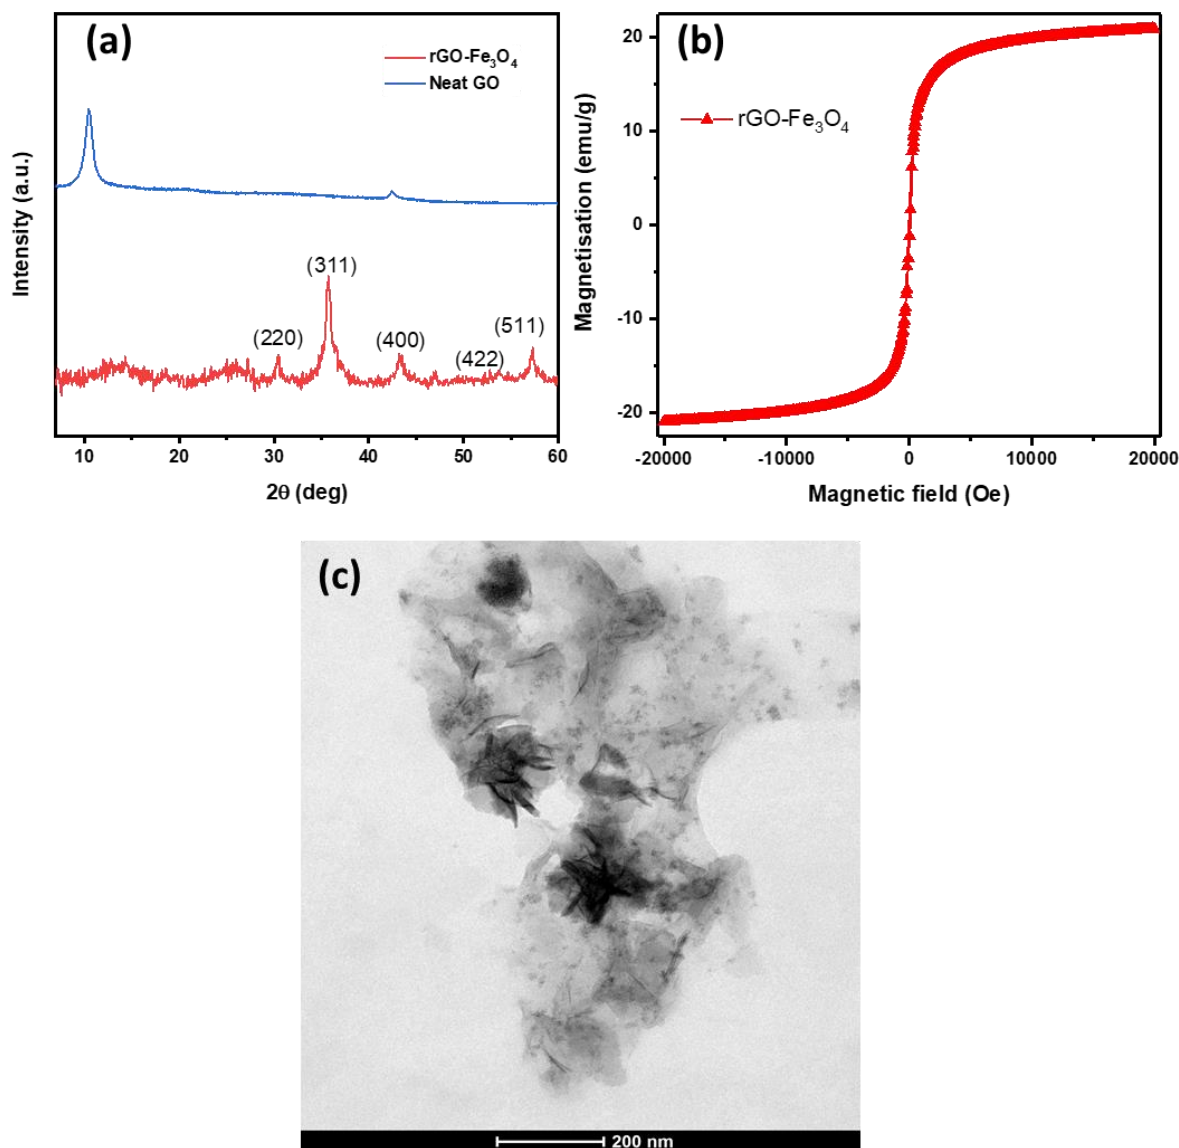 (a)
rGO-Fe₃O₄
Neat GO
Intensity (a.u.)
(311)
(220)
(400)
(422)
(511)
10 20 30 40 50 60
2θ (deg)
(b)
rGO-Fe₃O₄
Magnetisation (emu/g)
20
10
0
-10
-20
-20000 -10000 0 10000 20000
Magnetic field (Oe)
(c)
200 nm